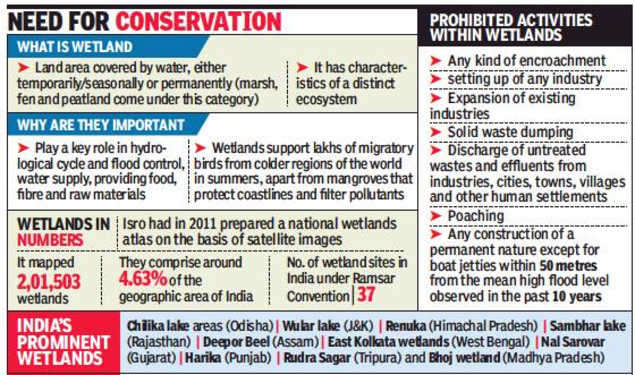 NEED FOR CONSERVATION
WHAT IS WETLAND
➤ Land area covered by water, either
temporarily/seasonally or permanently (marsh,
fen and peatland come under this category)
➤ It has character-
istics of a distinct
ecosystem
WHY ARE THEY IMPORTANT
➤ Play a key role in hydro-
logical cycle and flood control,
water supply, providing food,
fibre and raw materials
➤ Wetlands support lakhs of migratory
birds from colder regions of the world
in summers, apart from mangroves that
protect coastlines and filter pollutants
WETLANDS IN
NUMBERS
Isro had in 2011 prepared a national wetlands
atlas on the basis of satellite images
It mapped
2,01,503
wetlands
They comprise around
4.63% of the
geographic area of India
No. of wetland sites in
India under Ramsar
Convention | 37
PROHIBITED ACTIVITIES
WITHIN WETLANDS
➤ Any kind of encroachment
➤ setting up of any industry
➤ Expansion of existing
industries
➤ Solid waste dumping
➤ Discharge of untreated
wastes and effluents from
industries, cities, towns, villages
and other human settlements
➤ Poaching
➤ Any construction of a
permanent nature except for
boat jetties within 50 metres
from the mean high flood level
observed in the past 10 years
INDIA'S
PROMINENT
WETLANDS
Chilika lake areas (Odisha) | Wular lake (J&K) | Renuka (Himachal Pradesh) | Sambhar lake
(Rajasthan) | Deepor Beel (Assam) | East Kolkata wetlands (West Bengal) | Nal Sarovar
(Gujarat) | Harika (Punjab) | Rudra Sagar (Tripura) and Bhoj wetland (Madhya Pradesh)